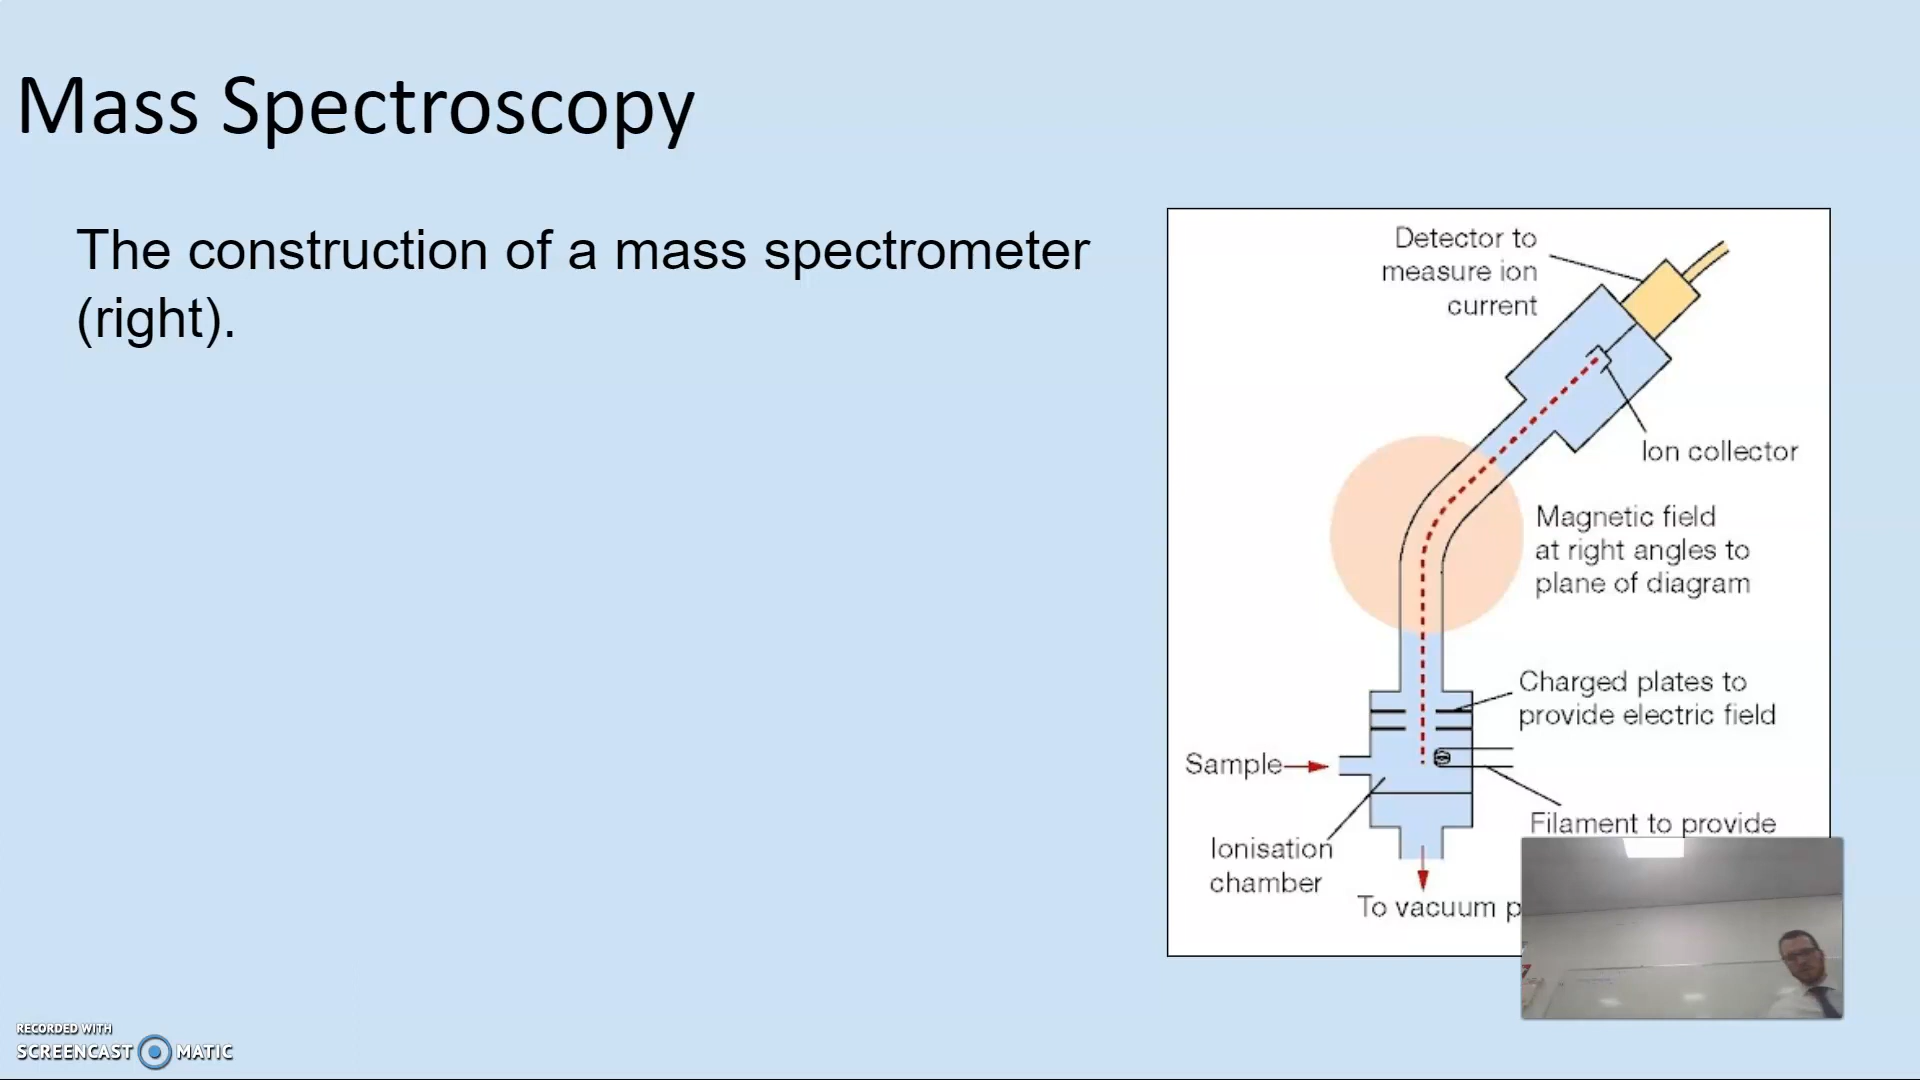 Mass Spectroscopy
The construction of a mass spectrometer
(right).
Detector to
measure ion
current
Ion collector
Magnetic field
at right angles to
plane of diagram
Charged plates to
provide electric field
Sample
Filament to provide
Ionisation
chamber
To vacuum p
RECORDED WITH
SCREENCAST MATIC